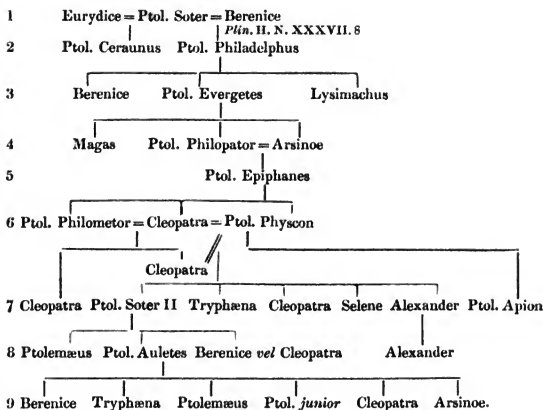 1 Eurydice = Ptol. Soter = Berenice
Plin. H. N. XXXVII. 8
2 Ptol. Ceraunus Ptol. Philadelphus
3 Berenice Ptol. Evergetes Lysimachus
4 Magas Ptol. Philopator = Arsinoe
5 Ptol. Epiphanes
6 Ptol. Philometor = Cleopatra = Ptol. Physcon
Cleopatra
7 Cleopatra Ptol. Soter II Tryphæna Cleopatra Selene Alexander Ptol. Apion
8 Ptolemæus Ptol. Auletes Berenice vel Cleopatra Alexander
9 Berenice Tryphæna Ptolemæus Ptol. junior Cleopatra Arsinoe.